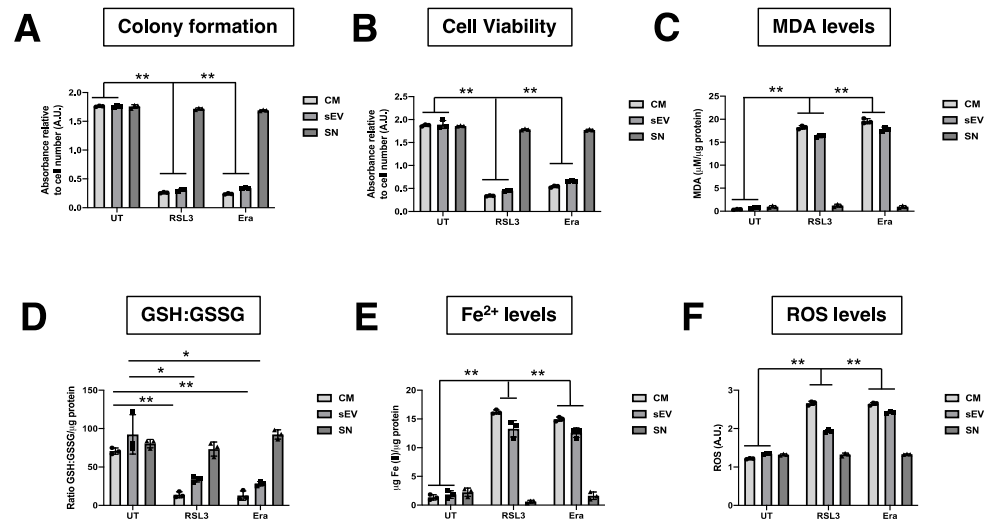 A
Colony formation
** **
Absorbance relative
to cell number (A.U.)
2.0
1.5
1.0
0.5
0.0
UT RSL3 Era
CM
sEV
SN
B
Cell Viability
** **
Absorbance relative
to cell number (A.U.)
2.5
2.0
1.5
1.0
0.5
0.0
UT RSL3 Era
CM
sEV
SN
C
MDA levels
** **
MDA (µM/µg protein)
25
20
15
10
5
0
UT RSL3 Era
CM
sEV
SN
D
GSH:GSSG
*
*
**
**
Ratio GSH:GSSG/µg protein
150
100
50
0
UT RSL3 Era
CM
sEV
SN
E
Fe²⁺ levels
** **
µg Fe (II)/µg protein
20
15
10
5
0
UT RSL3 Era
CM
sEV
SN
F
ROS levels
** **
ROS (A.U.)
4
3
2
1
UT RSL3 Era
CM
sEV
SN